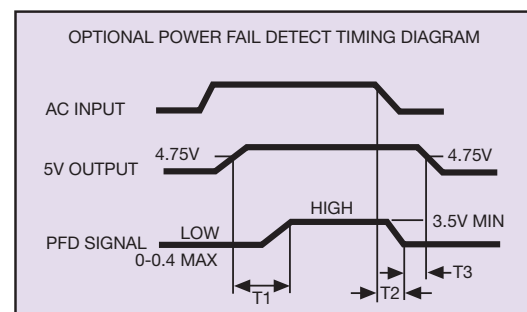 OPTIONAL POWER FAIL DETECT TIMING DIAGRAM
AC INPUT
4.75V
4.75V
5V OUTPUT
HIGH
LOW
3.5V MIN
PFD SIGNAL
0-0.4 MAX
T1
T2
T3